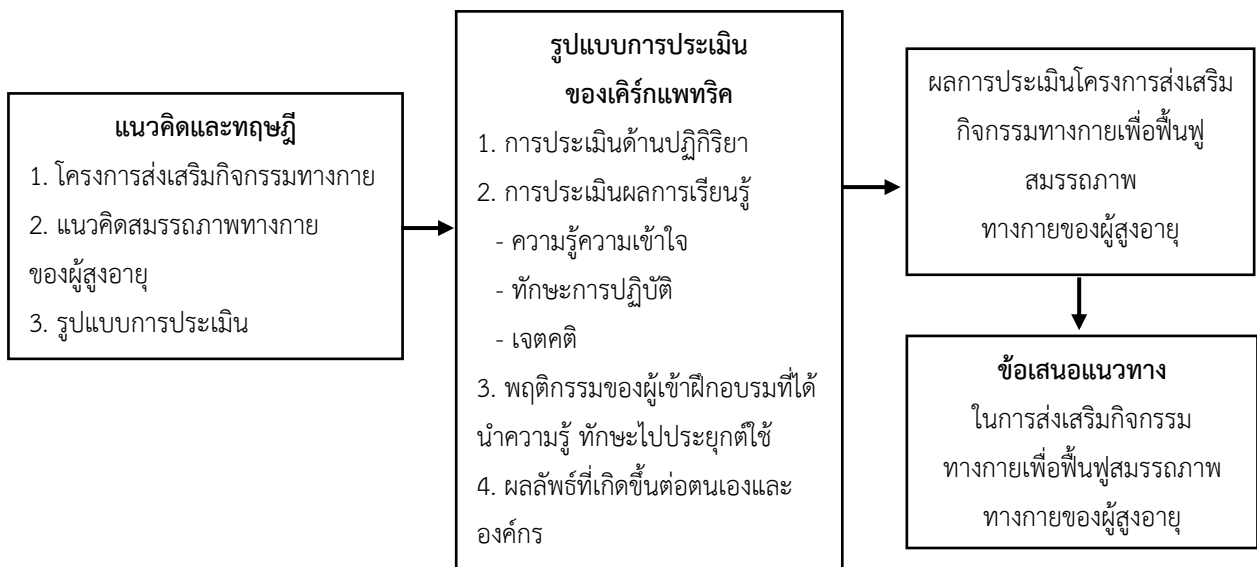 แนวคิดและทฤษฎี
1. โครงการส่งเสริมกิจกรรมทางกาย
2. แนวคิดสมรรถภาพทางกาย
ของผู้สูงอายุ
3. รูปแบบการประเมิน
รูปแบบการประเมิน
ของเคิร์กแพทริค
1. การประเมินด้านปฏิกิริยา
2. การประเมินผลการเรียนรู้
- ความรู้ความเข้าใจ
- ทักษะการปฏิบัติ
- เจตคติ
3. พฤติกรรมของผู้เข้าฝึกอบรมที่ได้
นำความรู้ ทักษะไปประยุกต์ใช้
4. ผลลัพธ์ที่เกิดขึ้นต่อตนเองและ
องค์กร
ผลการประเมินโครงการส่งเสริม
กิจกรรมทางกายเพื่อฟื้นฟู
สมรรถภาพ
ทางกายของผู้สูงอายุ
ข้อเสนอแนวทาง
ในการส่งเสริมกิจกรรม
ทางกายเพื่อฟื้นฟูสมรรถภาพ
ทางกายของผู้สูงอายุ